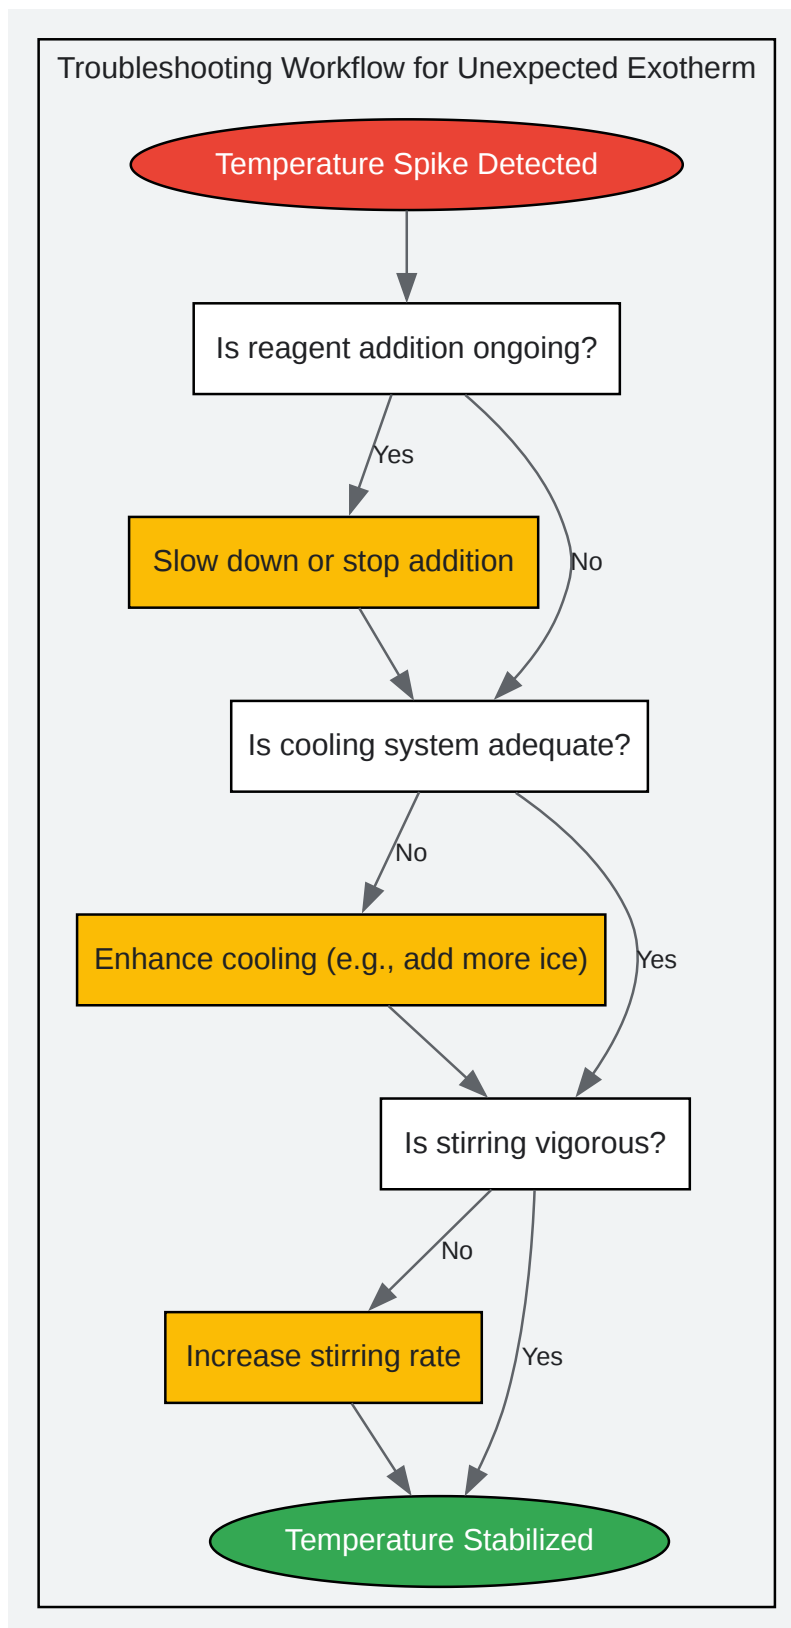 Troubleshooting Workflow for Unexpected Exotherm
Temperature Spike Detected
Is reagent addition ongoing?
Yes
Slow down or stop addition
No
Is cooling system adequate?
No
Enhance cooling (e.g., add more ice)
Yes
Is stirring vigorous?
No
Increase stirring rate
Yes
Temperature Stabilized